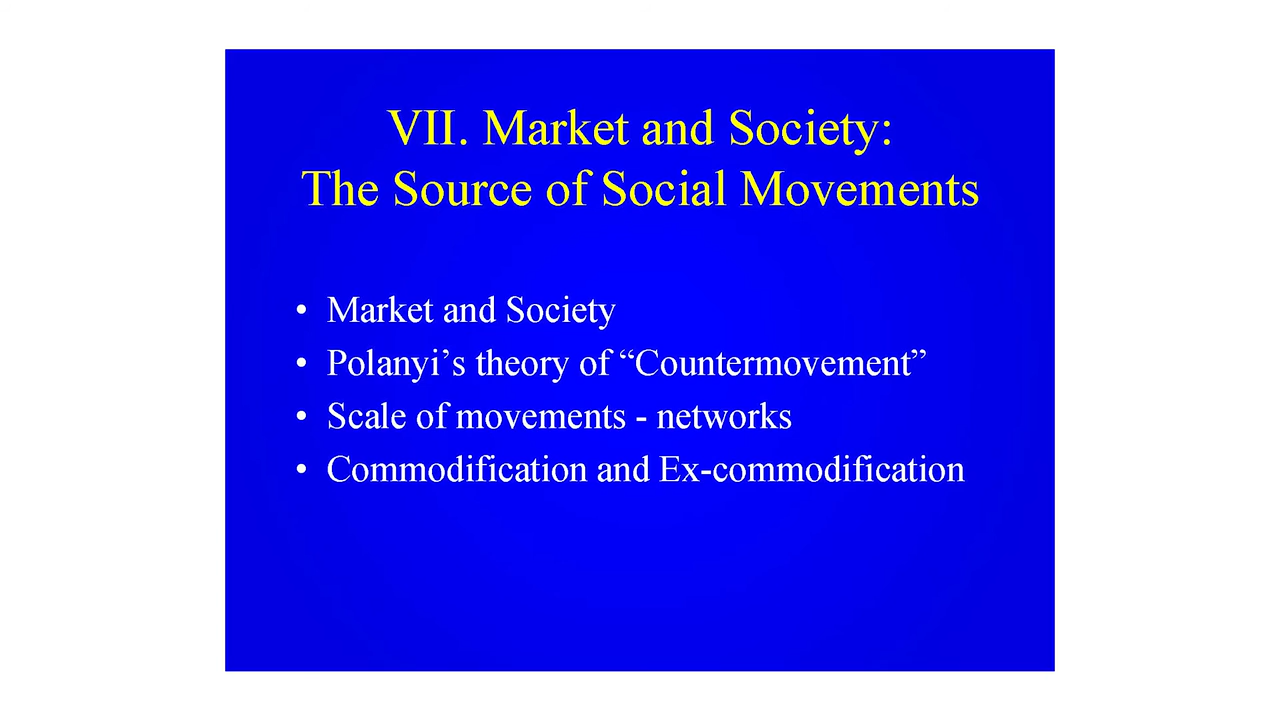 VII. Market and Society:
The Source of Social Movements
• Market and Society
• Polanyi’s theory of “Countermovement”
• Scale of movements - networks
• Commodification and Ex-commodification